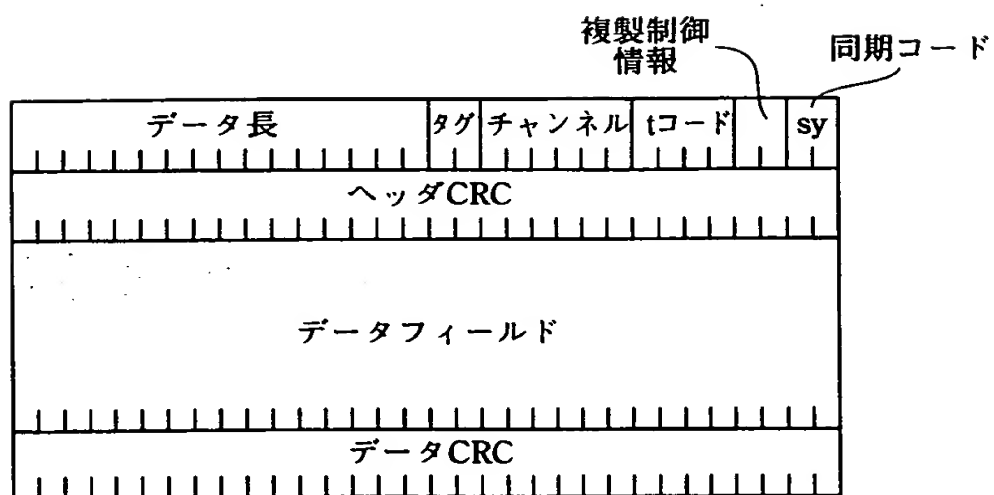 複製制御
情報
同期コード
データ長 タグ チャンネル tコード sy
ヘッダCRC
データフィールド
データCRC